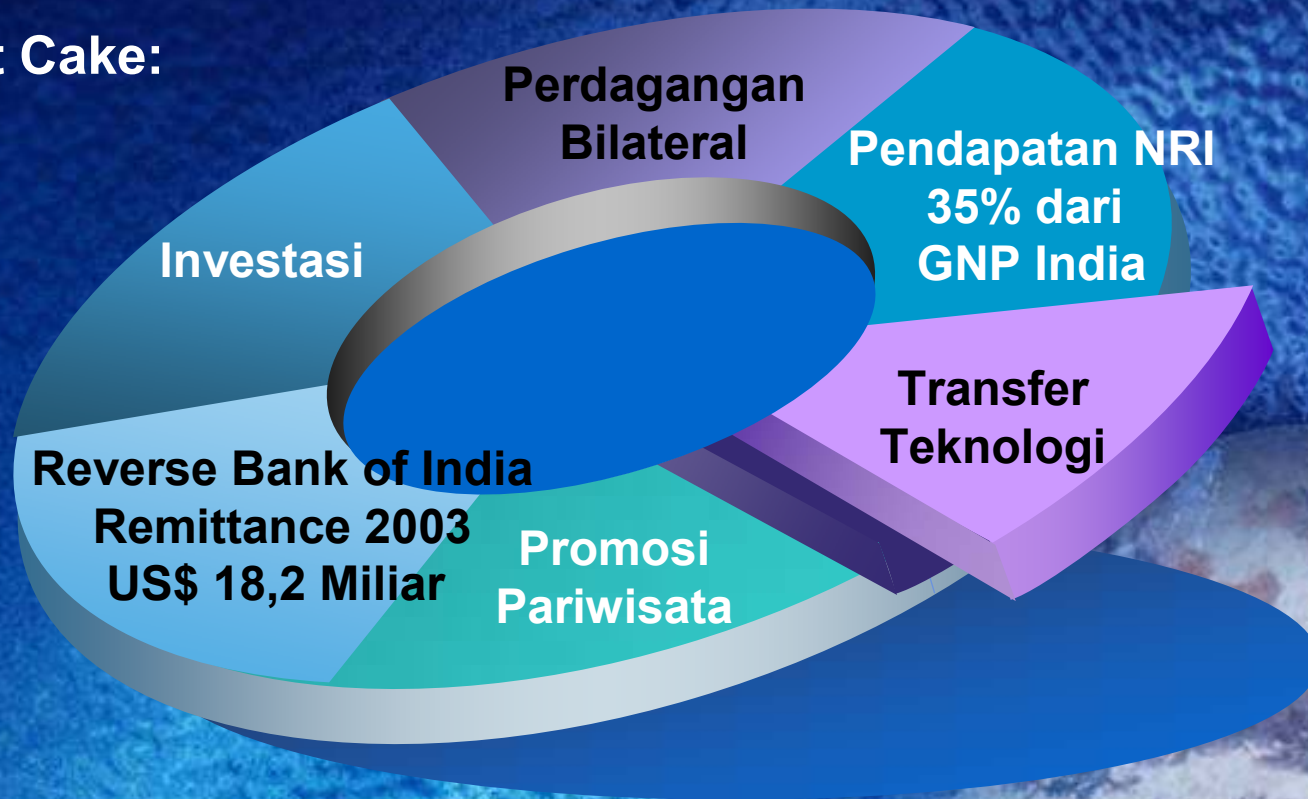 t Cake:
Perdagangan
Bilateral
Pendapatan NRI
35% dari
GNP India
Investasi
Transfer
Teknologi
Reverse Bank of India
Remittance 2003
US$ 18,2 Miliar
Promosi
Pariwisata